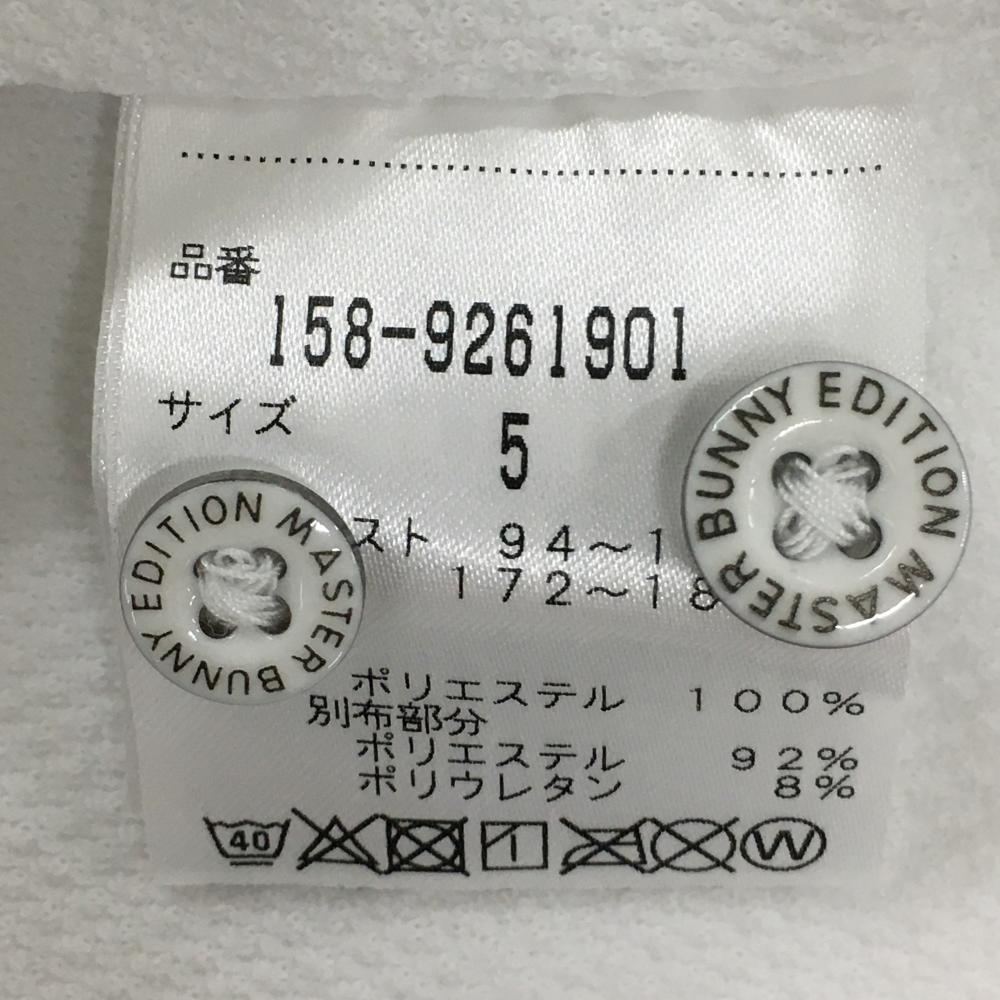 品番
158-9261901
サイズ
5
スト 94~1
172~18
ポリエステル 100%
別布部分
ポリエステル 92%
ポリウレタン 8%
40
W
MASTER BUNNY EDITION
MASTER BUNNY EDITION